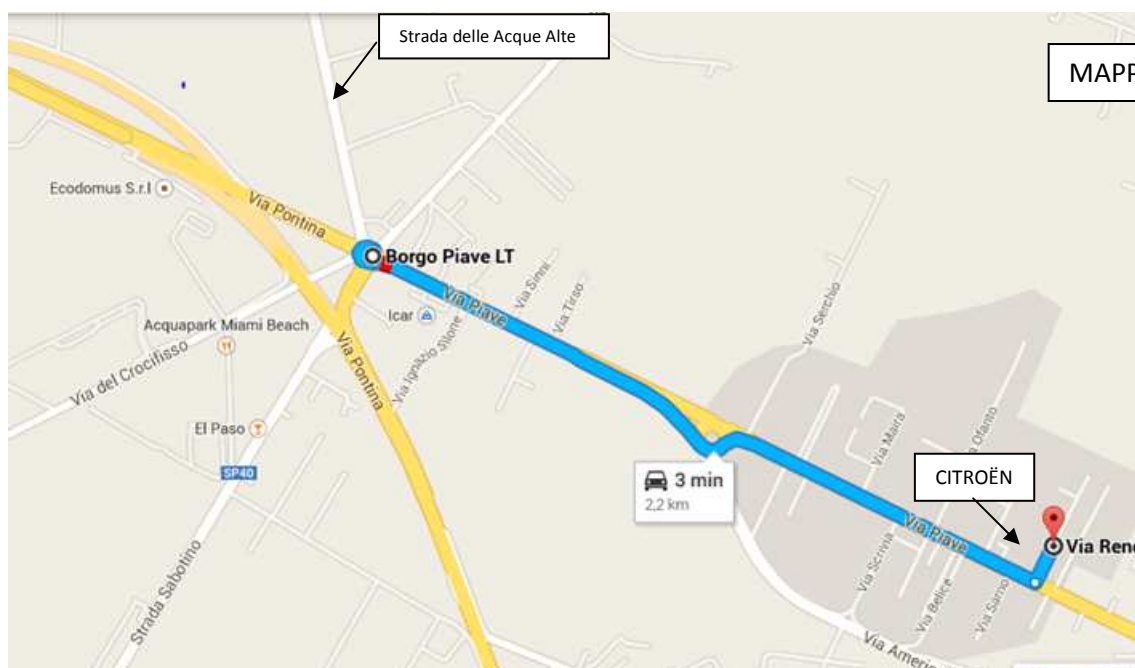 Strada delle Acque Alte
MAPP
Ecodomus S.r.l
Via Pontina
Borgo Piave LT
Via Piave
Via Sinni
Via Tirso
Via Serchio
Icar
Acquapark Miami Beach
Via del Crocifisso
Via Pontina
Via Ignazio Silone
El Paso
SP40
Strada Sabotino
3 min
2,2 km
Via Maira
Via Ofanto
CITROËN
Via Piave
Via Reno
Via Scrivia
Via Belice
Via Sarno
Via Americ